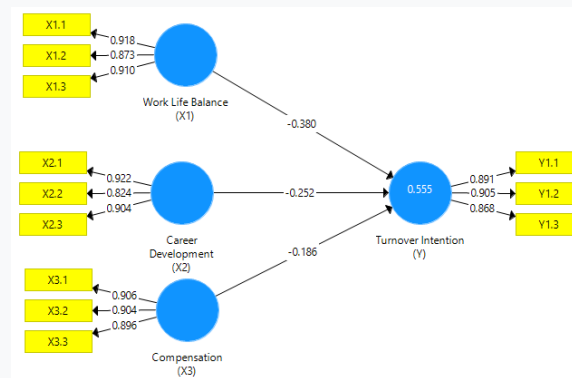 X1.1
0.918
X1.2
0.873
X1.3
0.910
Work Life Balance
(X1)
-0.380
X2.1
0.922
X2.2
0.824
X2.3
0.904
Career
Development
(X2)
-0.252
X3.1
0.906
X3.2
0.904
X3.3
0.896
Compensation
(X3)
-0.186
0.555
Turnover Intention
(Y)
0.891
Y1.1
0.905
Y1.2
0.868
Y1.3